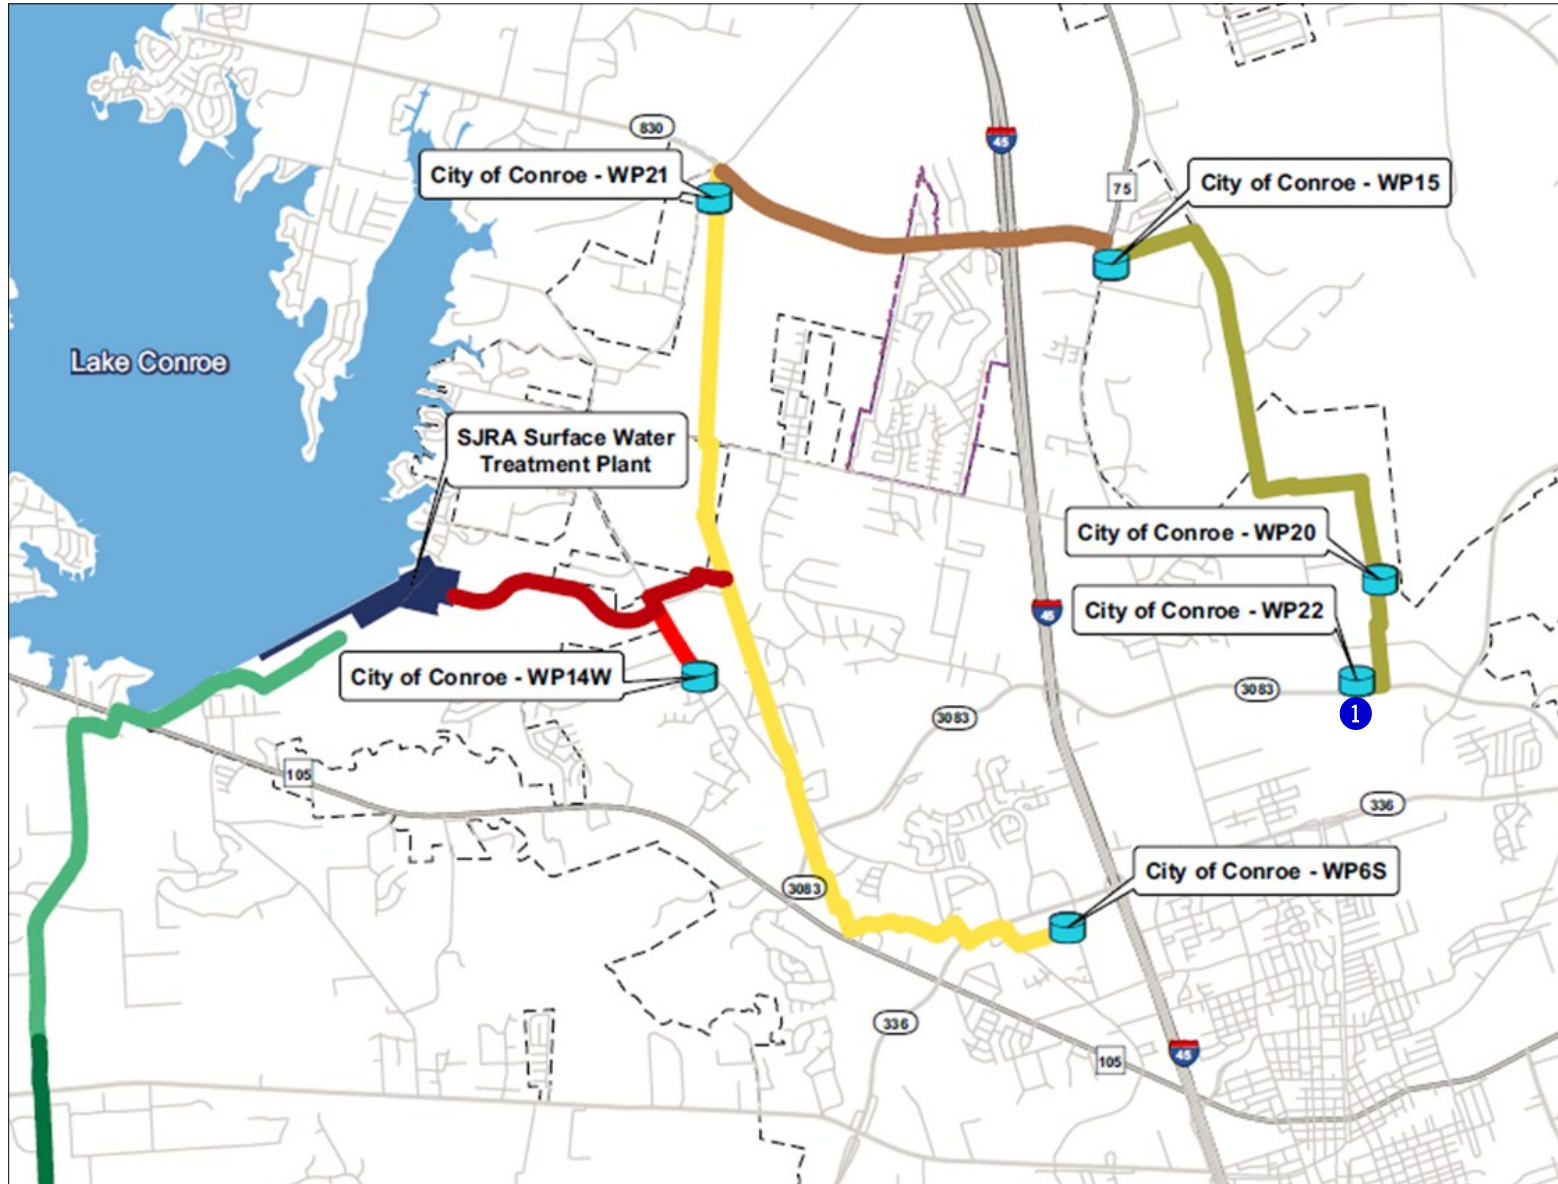 830
45
City of Conroe - WP21
City of Conroe - WP15
75
Lake Conroe
SJRA Surface Water
Treatment Plant
City of Conroe - WP20
City of Conroe - WP22
45
City of Conroe - WP14W
3083
3083
1
105
336
City of Conroe - WP6S
3083
336
105
45